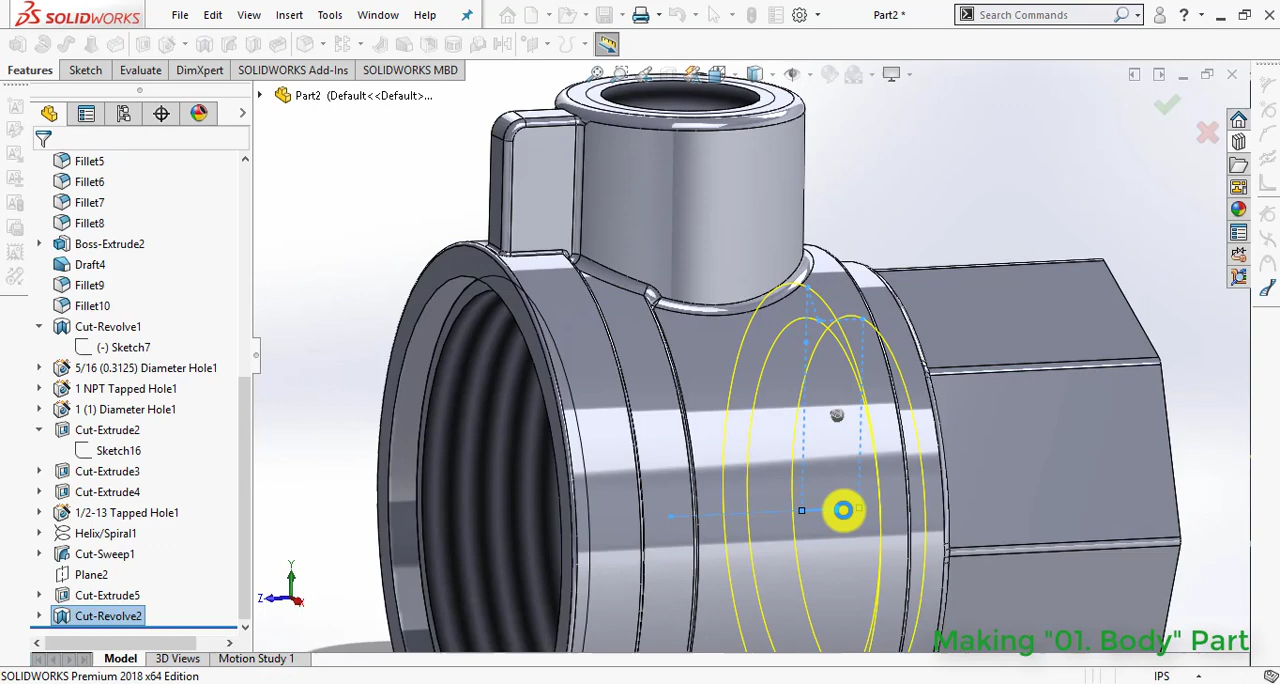 SOLIDWORKS File Edit View Insert Tools Window Help Part2 * Search Commands ?
Features Sketch Evaluate DimXpert SOLIDWORKS Add-Ins SOLIDWORKS MBD
Part2 (Default<<Default>...
Fillet5
Fillet6
Fillet7
Fillet8
Boss-Extrude2
Draft4
Fillet9
Fillet10
Cut-Revolve1
(-) Sketch7
5/16 (0.3125) Diameter Hole1
1 NPT Tapped Hole1
1 (1) Diameter Hole1
Cut-Extrude2
Sketch16
Cut-Extrude3
Cut-Extrude4
1/2-13 Tapped Hole1
Helix/Spiral1
Cut-Sweep1
Plane2
Cut-Extrude5
Cut-Revolve2
Y
Z X
Making "01. Body" Part
Model 3D Views Motion Study 1
SOLIDWORKS Premium 2018 x64 Edition IPS